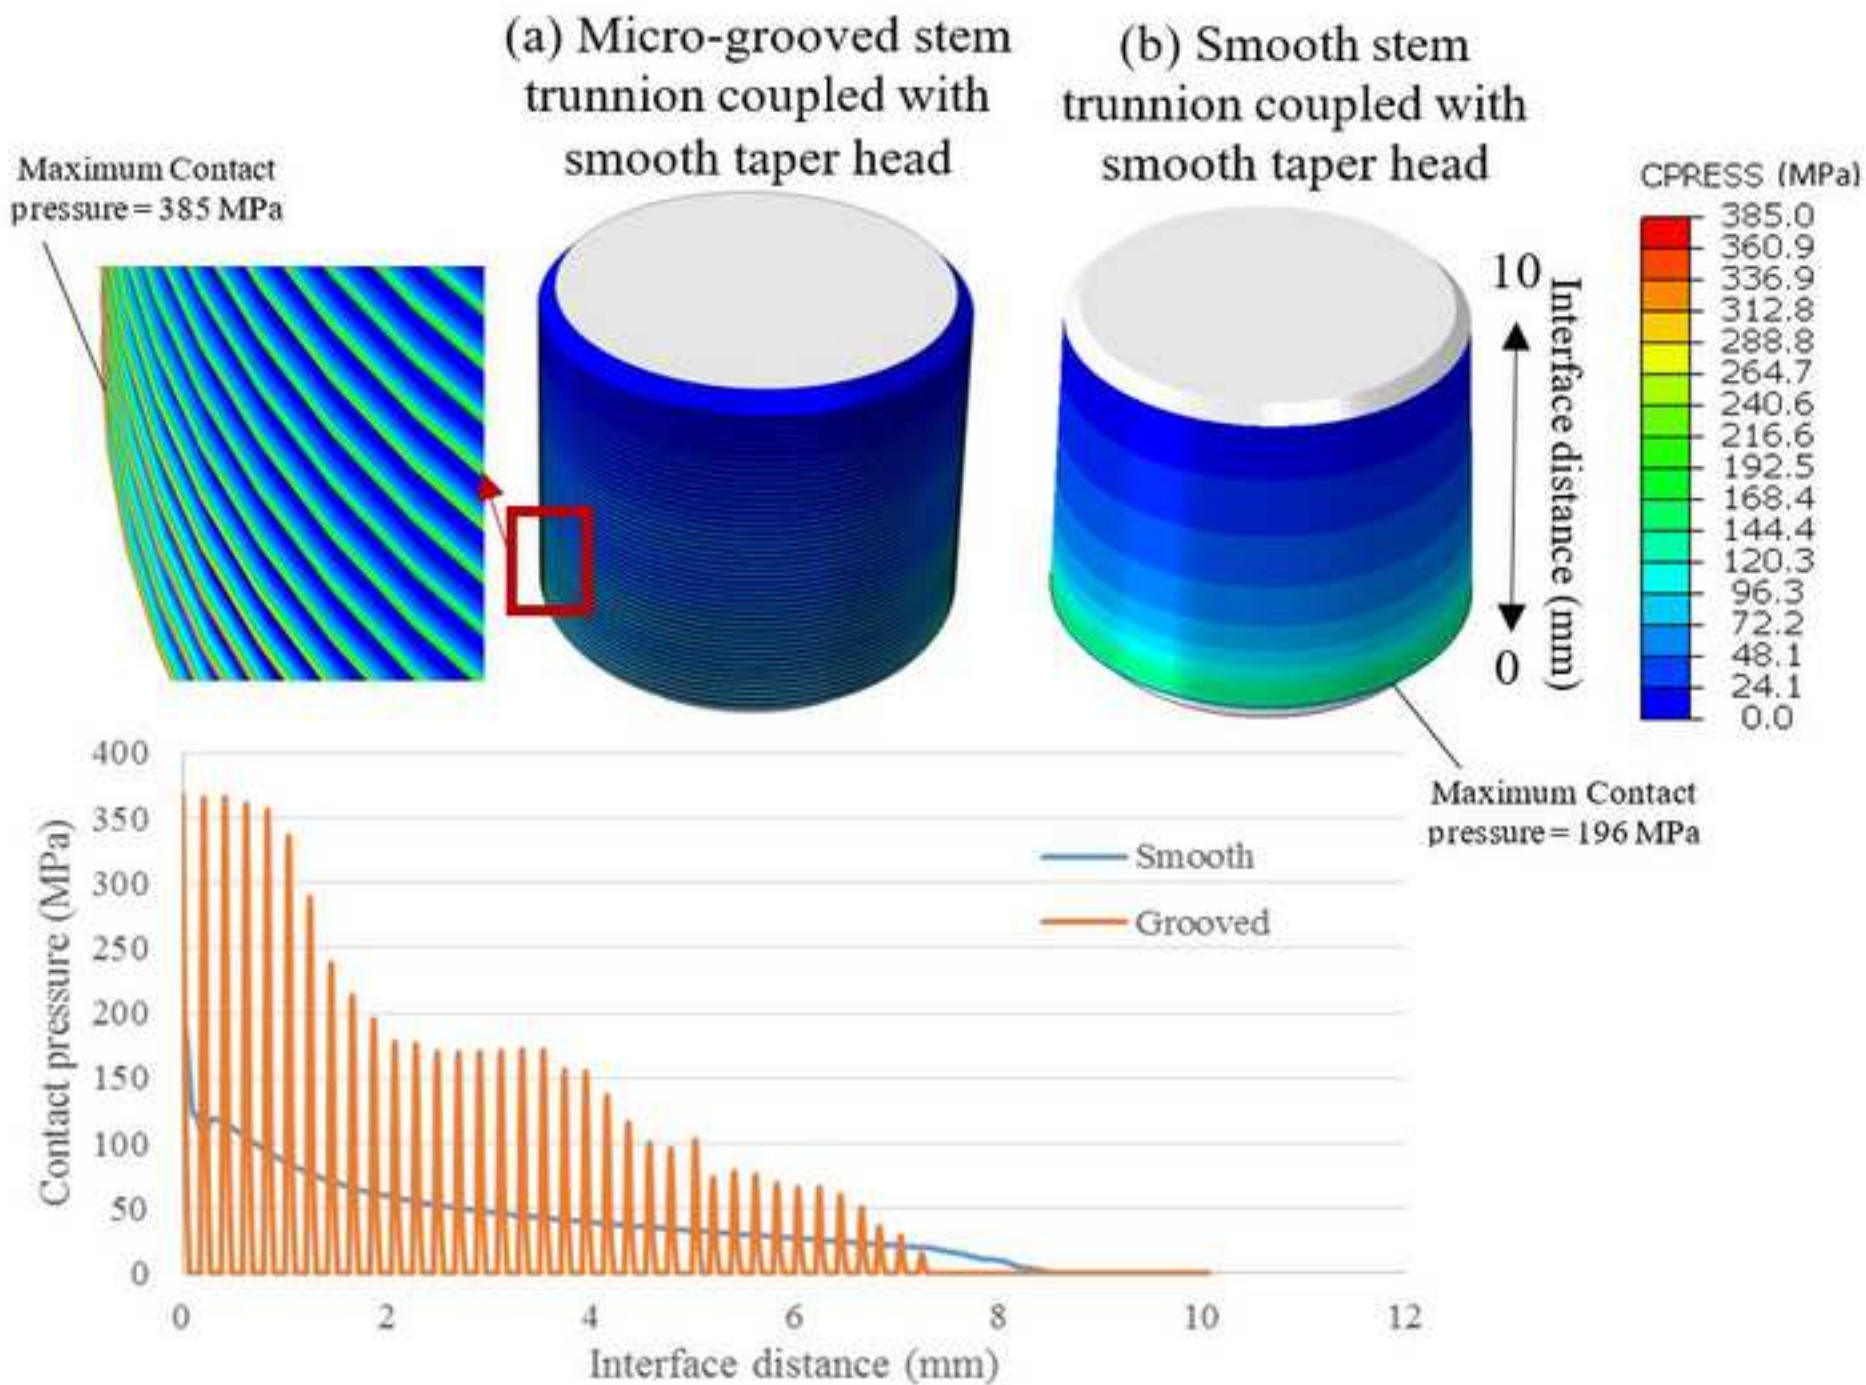 (a) Micro-grooved stem
trunnion coupled with
smooth taper head
(b) Smooth stem
trunnion coupled with
smooth taper head
Maximum Contact
pressure = 385 MPa
CPRESS (MPa)
385.0
360.9
336.9
312.8
288.8
264.7
240.6
216.6
192.5
168.4
144.4
120.3
96.3
72.2
48.1
24.1
0.0
10
Interface distance (mm)
0
Maximum Contact
pressure = 196 MPa
Contact pressure (MPa)
400
350
300
250
200
150
100
50
0
Smooth
Grooved
0 2 4 6 8 10 12
Interface distance (mm)